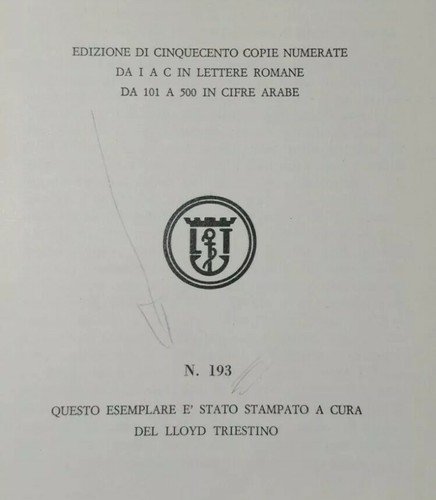 EDIZIONE DI CINQUECENTO COPIE NUMERATE
DA I A C IN LETTERE ROMANE
DA 101 A 500 IN CIFRE ARABE
L T
N. 193
QUESTO ESEMPLARE E' STATO STAMPATO A CURA
DEL LLOYD TRIESTINO